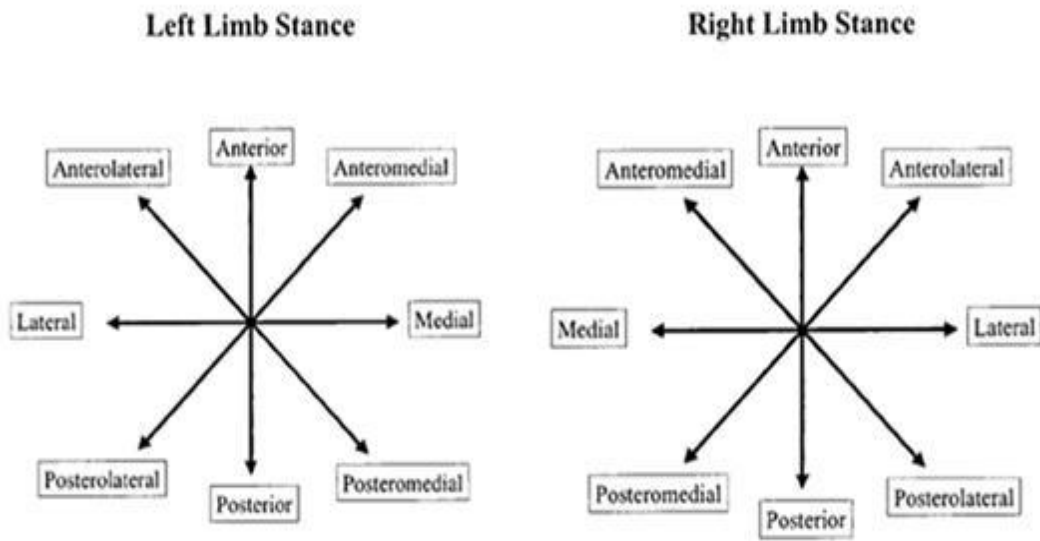 Left Limb Stance
Anterior
Anterolateral
Anteromedial
Lateral
Medial
Posterolateral
Posterior
Posteromedial
Right Limb Stance
Anterior
Anteromedial
Anterolateral
Medial
Lateral
Posteromedial
Posterior
Posterolateral